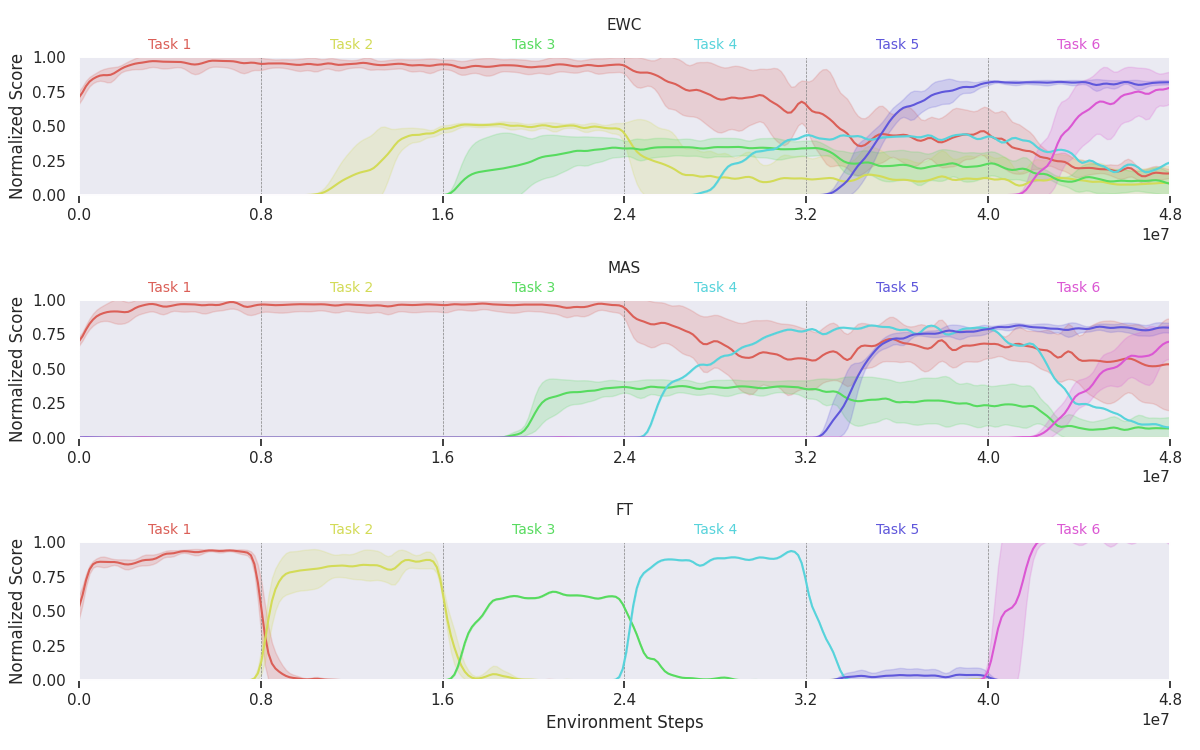 EWC
Task 1 Task 2 Task 3 Task 4 Task 5 Task 6
Normalized Score
1.00
0.75
0.50
0.25
0.00
0.0 0.8 1.6 2.4 3.2 4.0 4.8
1e7
MAS
Task 1 Task 2 Task 3 Task 4 Task 5 Task 6
Normalized Score
1.00
0.75
0.50
0.25
0.00
0.0 0.8 1.6 2.4 3.2 4.0 4.8
1e7
FT
Task 1 Task 2 Task 3 Task 4 Task 5 Task 6
Normalized Score
1.00
0.75
0.50
0.25
0.00
0.0 0.8 1.6 2.4 3.2 4.0 4.8
1e7
Environment Steps